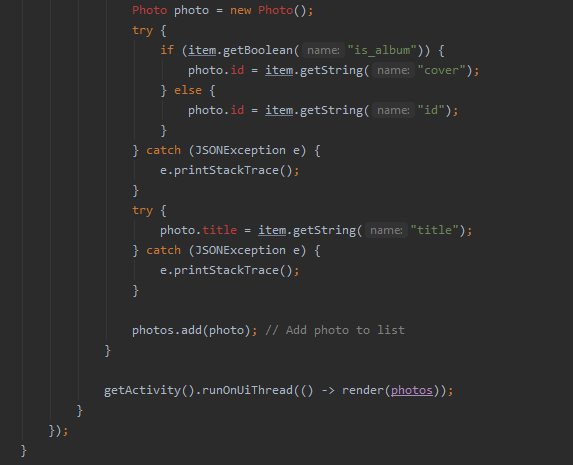 Photo photo = new Photo();
try {
if (item.getBoolean( name: "is_album")) {
photo.id = item.getString( name: "cover");
} else {
photo.id = item.getString( name: "id");
}
} catch (JSONException e) {
e.printStackTrace();
}
try {
photo.title = item.getString( name: "title");
} catch (JSONException e) {
e.printStackTrace();
}
photos.add(photo); // Add photo to list
}
getActivity().runOnUiThread(() -> render(photos));
}
});
}